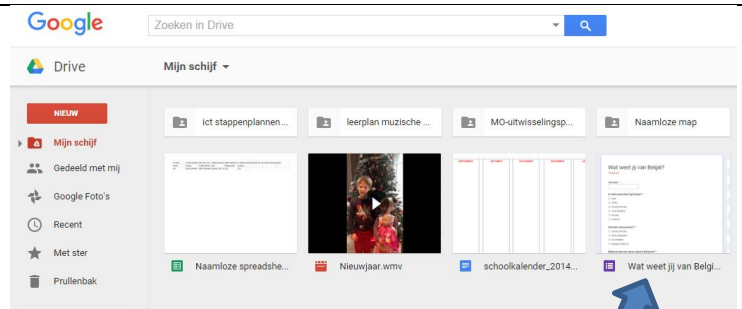 Google
Zoeken in Drive
Drive
Mijn schijf
NIEUW
Mijn schijf
Gedeeld met mij
Google Foto's
Recent
Met ster
Prullenbak
ict stappenplannen...
leerplan muzische ...
MO-uitwisselingsp...
Naamloze map
Wat weet jij van België?
Naamloze spreadshe...
Nieuwjaar.wmv
schoolkalender_2014...
Wat weet jij van Belgi...